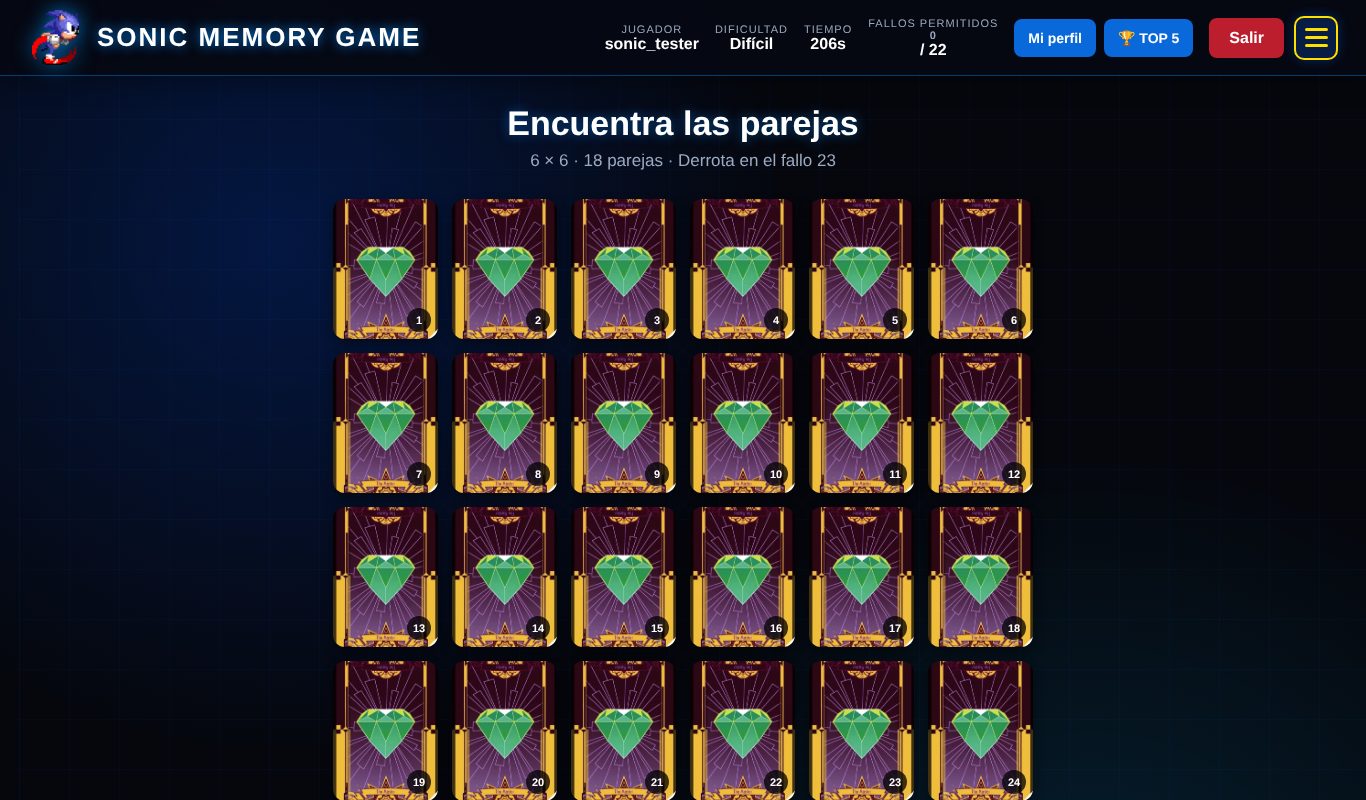 SONIC MEMORY GAME
JUGADOR
sonic_tester
DIFICULTAD
Difícil
TIEMPO
206s
FALLOS PERMITIDOS
0
/ 22
Mi perfil
🏆 TOP 5
Salir
Encuentra las parejas
6 × 6 · 18 parejas · Derrota en el fallo 23
1 2 3 4 5 6
7 8 9 10 11 12
13 14 15 16 17 18
19 20 21 22 23 24